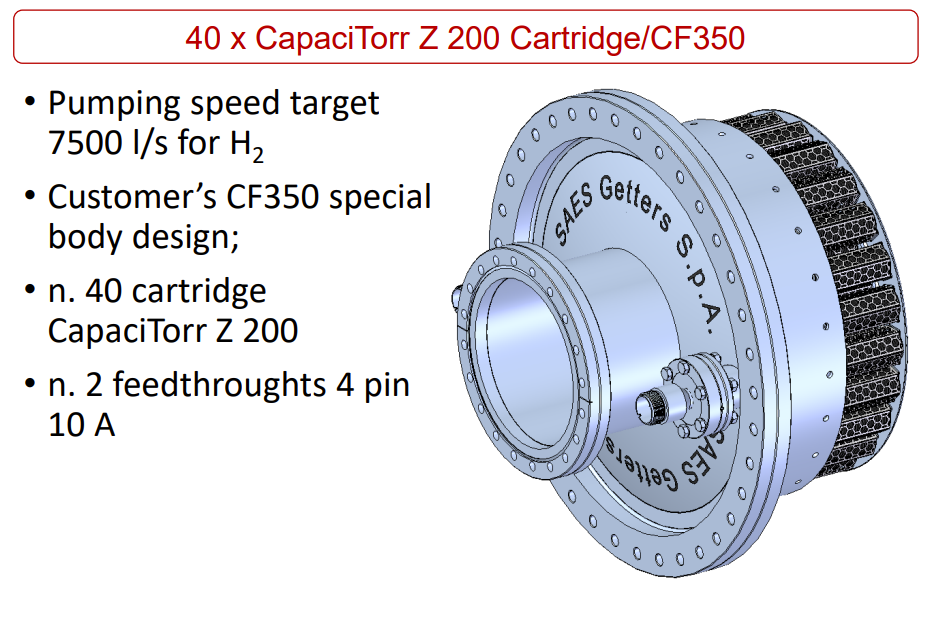 40 x CapaciTorr Z 200 Cartridge/CF350
• Pumping speed target
7500 l/s for H₂
• Customer’s CF350 special
body design;
• n. 40 cartridge
CapaciTorr Z 200
• n. 2 feedthroughts 4 pin
10 A
SAES Getters S.p.A.
SAES Getters